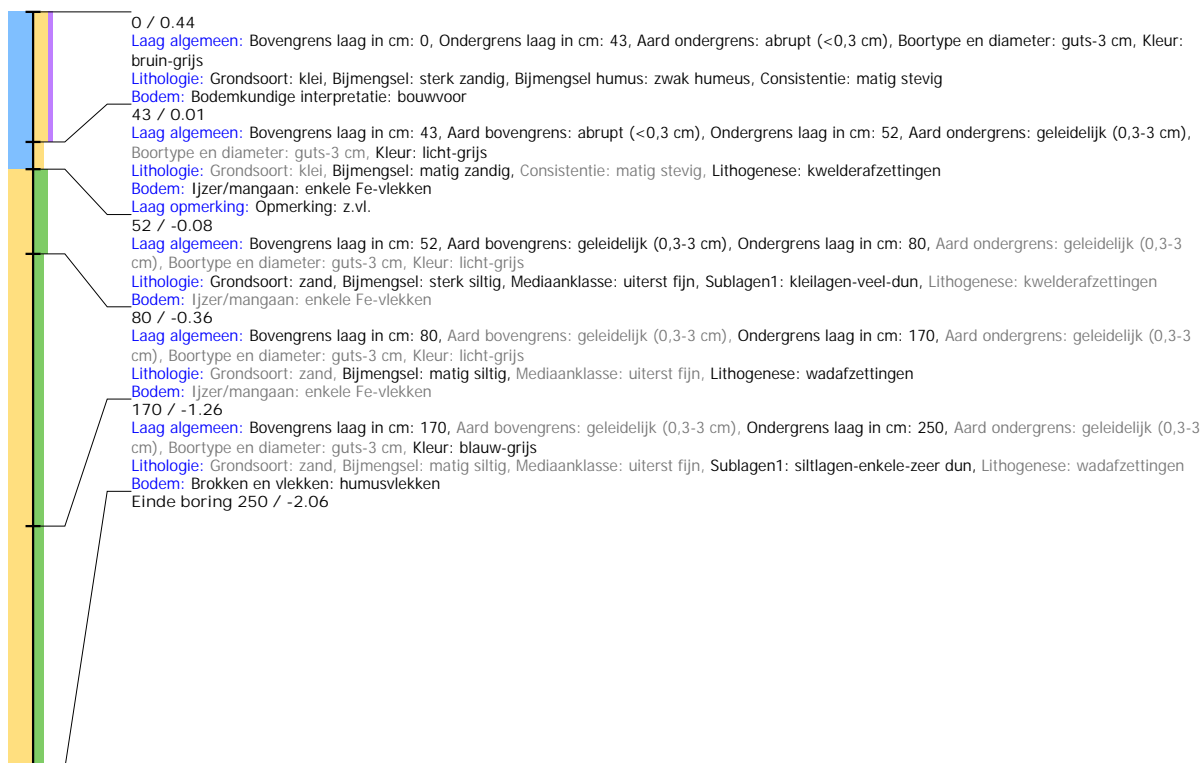 0 / 0.44
Laag algemeen: Bovengrens laag in cm: 0, Ondergrens laag in cm: 43, Aard ondergrens: abrupt (<0,3 cm), Boortype en diameter: guts-3 cm, Kleur:
bruin-grijs
Lithologie: Grondsoort: klei, Bijmengsel: sterk zandig, Bijmengsel humus: zwak humeus, Consistentie: matig stevig
Bodem: Bodemkundige interpretatie: bouwvoor
43 / 0.01
Laag algemeen: Bovengrens laag in cm: 43, Aard bovengrens: abrupt (<0,3 cm), Ondergrens laag in cm: 52, Aard ondergrens: geleidelijk (0,3-3 cm),
Boortype en diameter: guts-3 cm, Kleur: licht-grijs
Lithologie: Grondsoort: klei, Bijmengsel: matig zandig, Consistentie: matig stevig, Lithogenese: kwelderafzettingen
Bodem: Ijzer/mangaan: enkele Fe-vlekken
Laag opmerking: Opmerking: z.vl.
52 / -0.08
Laag algemeen: Bovengrens laag in cm: 52, Aard bovengrens: geleidelijk (0,3-3 cm), Ondergrens laag in cm: 80, Aard ondergrens: geleidelijk (0,3-3
cm), Boortype en diameter: guts-3 cm, Kleur: licht-grijs
Lithologie: Grondsoort: zand, Bijmengsel: sterk siltig, Mediaanklasse: uiterst fijn, Sublagen1: kleilagen-veel-dun, Lithogenese: kwelderafzettingen
Bodem: Ijzer/mangaan: enkele Fe-vlekken
80 / -0.36
Laag algemeen: Bovengrens laag in cm: 80, Aard bovengrens: geleidelijk (0,3-3 cm), Ondergrens laag in cm: 170, Aard ondergrens: geleidelijk (0,3-3
cm), Boortype en diameter: guts-3 cm, Kleur: licht-grijs
Lithologie: Grondsoort: zand, Bijmengsel: matig siltig, Mediaanklasse: uiterst fijn, Lithogenese: wadafzettingen
Bodem: Ijzer/mangaan: enkele Fe-vlekken
170 / -1.26
Laag algemeen: Bovengrens laag in cm: 170, Aard bovengrens: geleidelijk (0,3-3 cm), Ondergrens laag in cm: 250, Aard ondergrens: geleidelijk (0,3-3
cm), Boortype en diameter: guts-3 cm, Kleur: blauw-grijs
Lithologie: Grondsoort: zand, Bijmengsel: matig siltig, Mediaanklasse: uiterst fijn, Sublagen1: siltlagen-enkele-zeer dun, Lithogenese: wadafzettingen
Bodem: Brokken en vlekken: humusvlekken
Einde boring 250 / -2.06